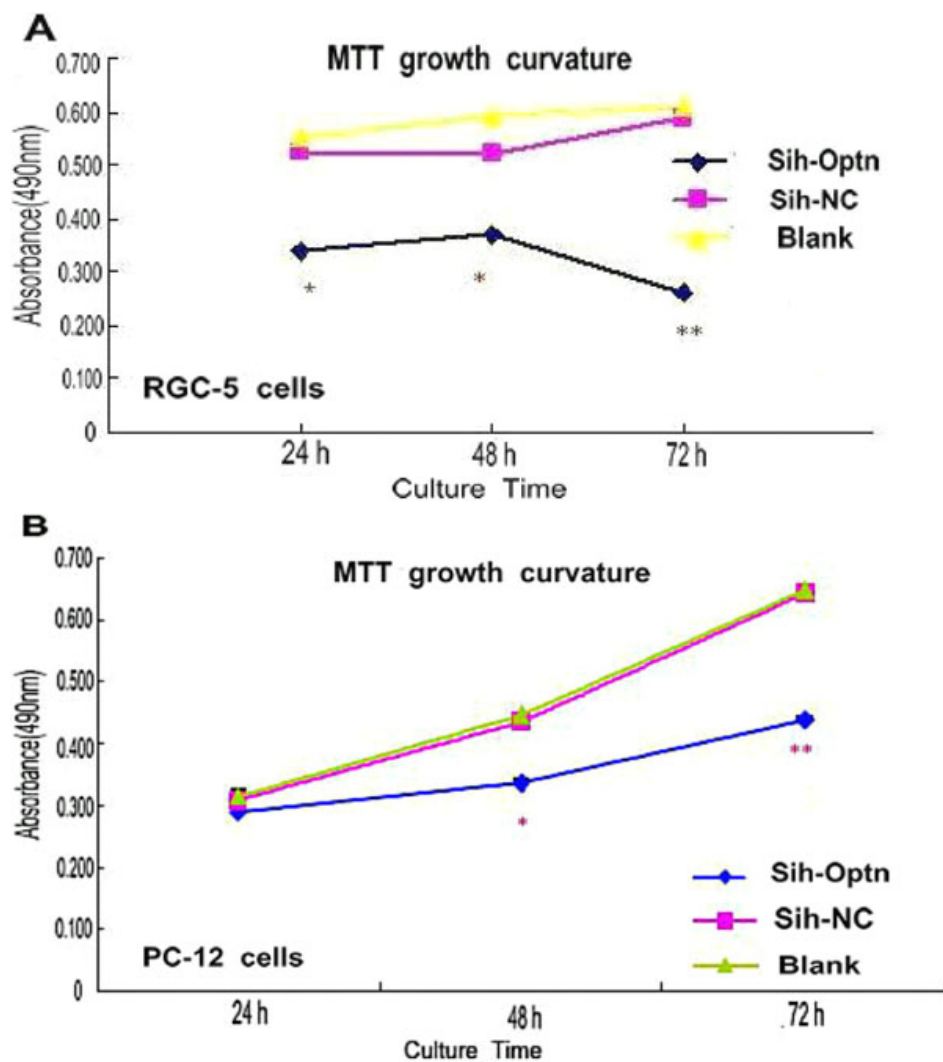 A
MTT growth curvature
0.700
0.600
0.500
0.400
0.300
0.200
0.100
0
Absorbance(490nm)
Sih-Optn
Sih-NC
Blank
*
*
**
RGC-5 cells
24 h
48 h
72 h
Culture Time
B
MTT growth curvature
0.700
0.600
0.500
0.400
0.300
0.200
0.100
0
Absorbance(490nm)
*
**
Sih-Optn
Sih-NC
Blank
PC-12 cells
24 h
48 h
72 h
Culture Time